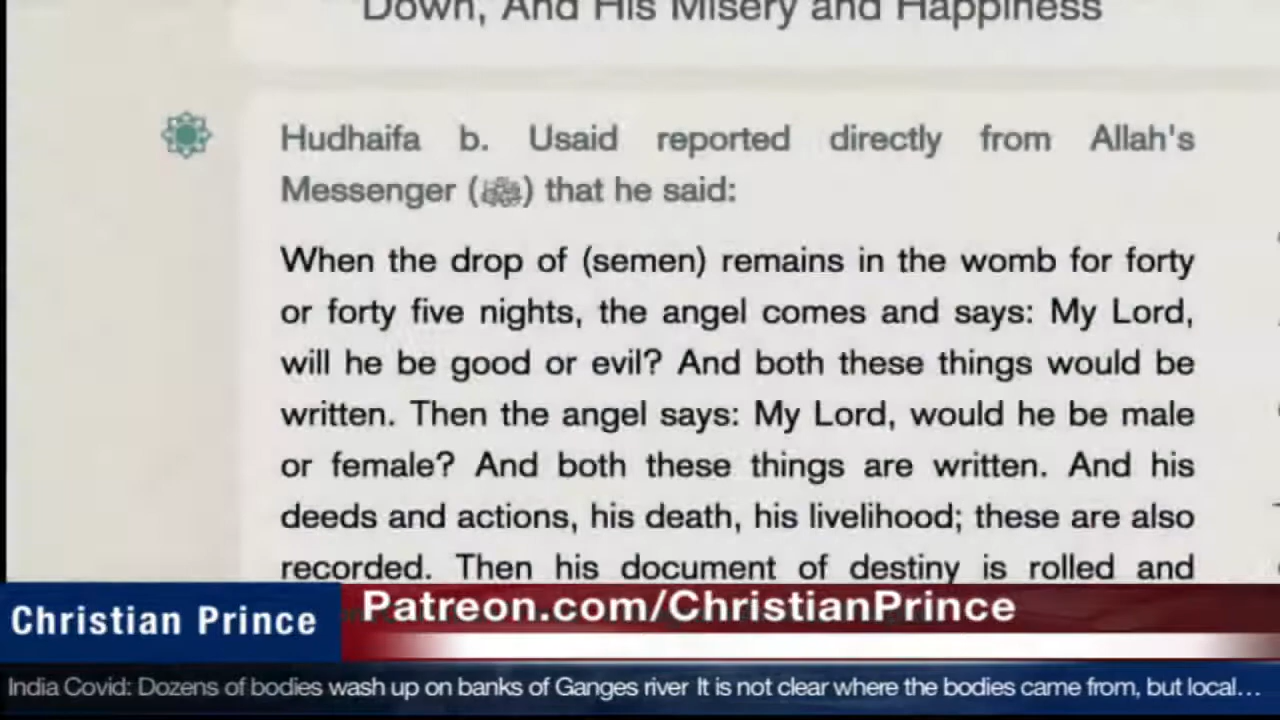 Down, And His Misery and Happiness
Hudhaifa b. Usaid reported directly from Allah's
Messenger (ﷺ) that he said:
When the drop of (semen) remains in the womb for forty
or forty five nights, the angel comes and says: My Lord,
will he be good or evil? And both these things would be
written. Then the angel says: My Lord, would he be male
or female? And both these things are written. And his
deeds and actions, his death, his livelihood; these are also
recorded. Then his document of destiny is rolled and
Christian Prince
Patreon.com/ChristianPrince
India Covid: Dozens of bodies wash up on banks of Ganges river It is not clear where the bodies came from, but local…